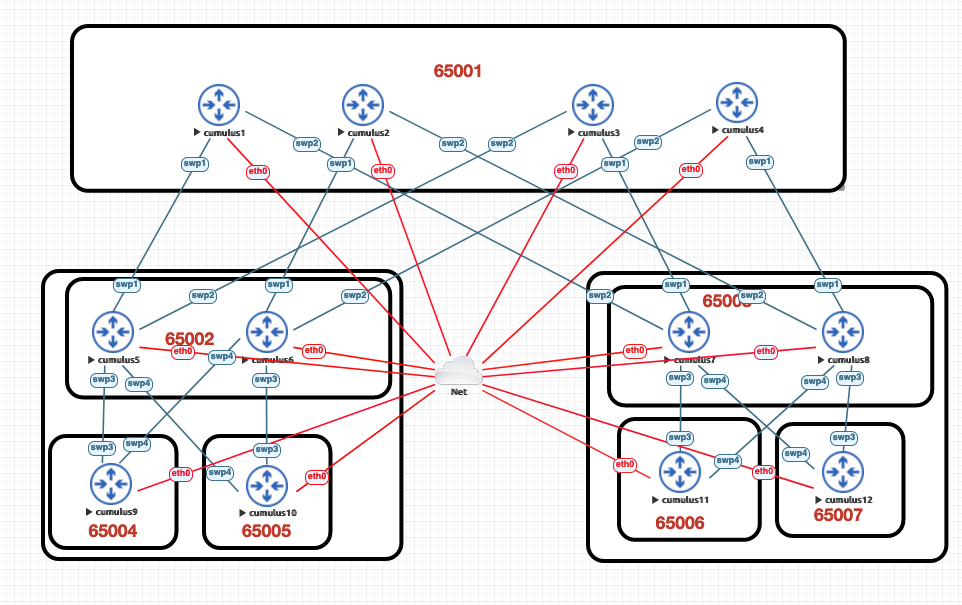 65001
cumulus1
cumulus2
cumulus3
cumulus4
swp2
swp2
swp2
swp2
swp1
eth0
swp1
eth0
eth0
swp1
eth0
swp1
swp1
swp2
swp1
swp2
swp2
swp1
swp2
swp1
65002
cumulus5
eth0
swp4
cumulus6
eth0
eth0
cumulus7
eth0
cumulus8
swp3
swp4
swp3
Net
swp3
swp4
swp4
swp3
swp3
swp4
swp3
swp3
swp3
eth0
swp4
eth0
eth0
swp4
eth0
swp4
cumulus9
cumulus10
cumulus11
cumulus12
65004
65005
65006
65007